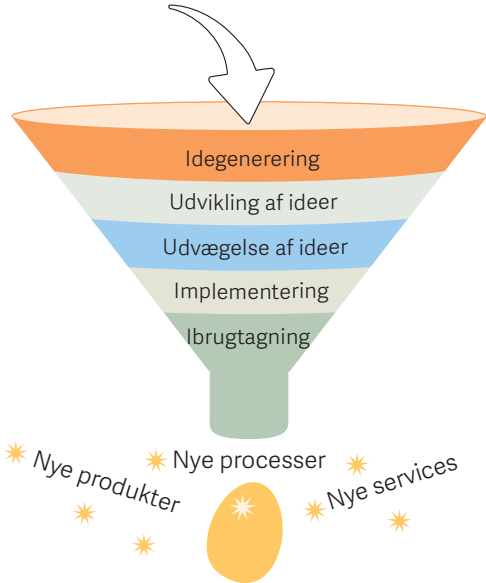 Idegenerering
Udvikling af ideer
Udvægelse af ideer
Implementering
Ibrugtagning
Nye produkter
Nye processer
Nye services